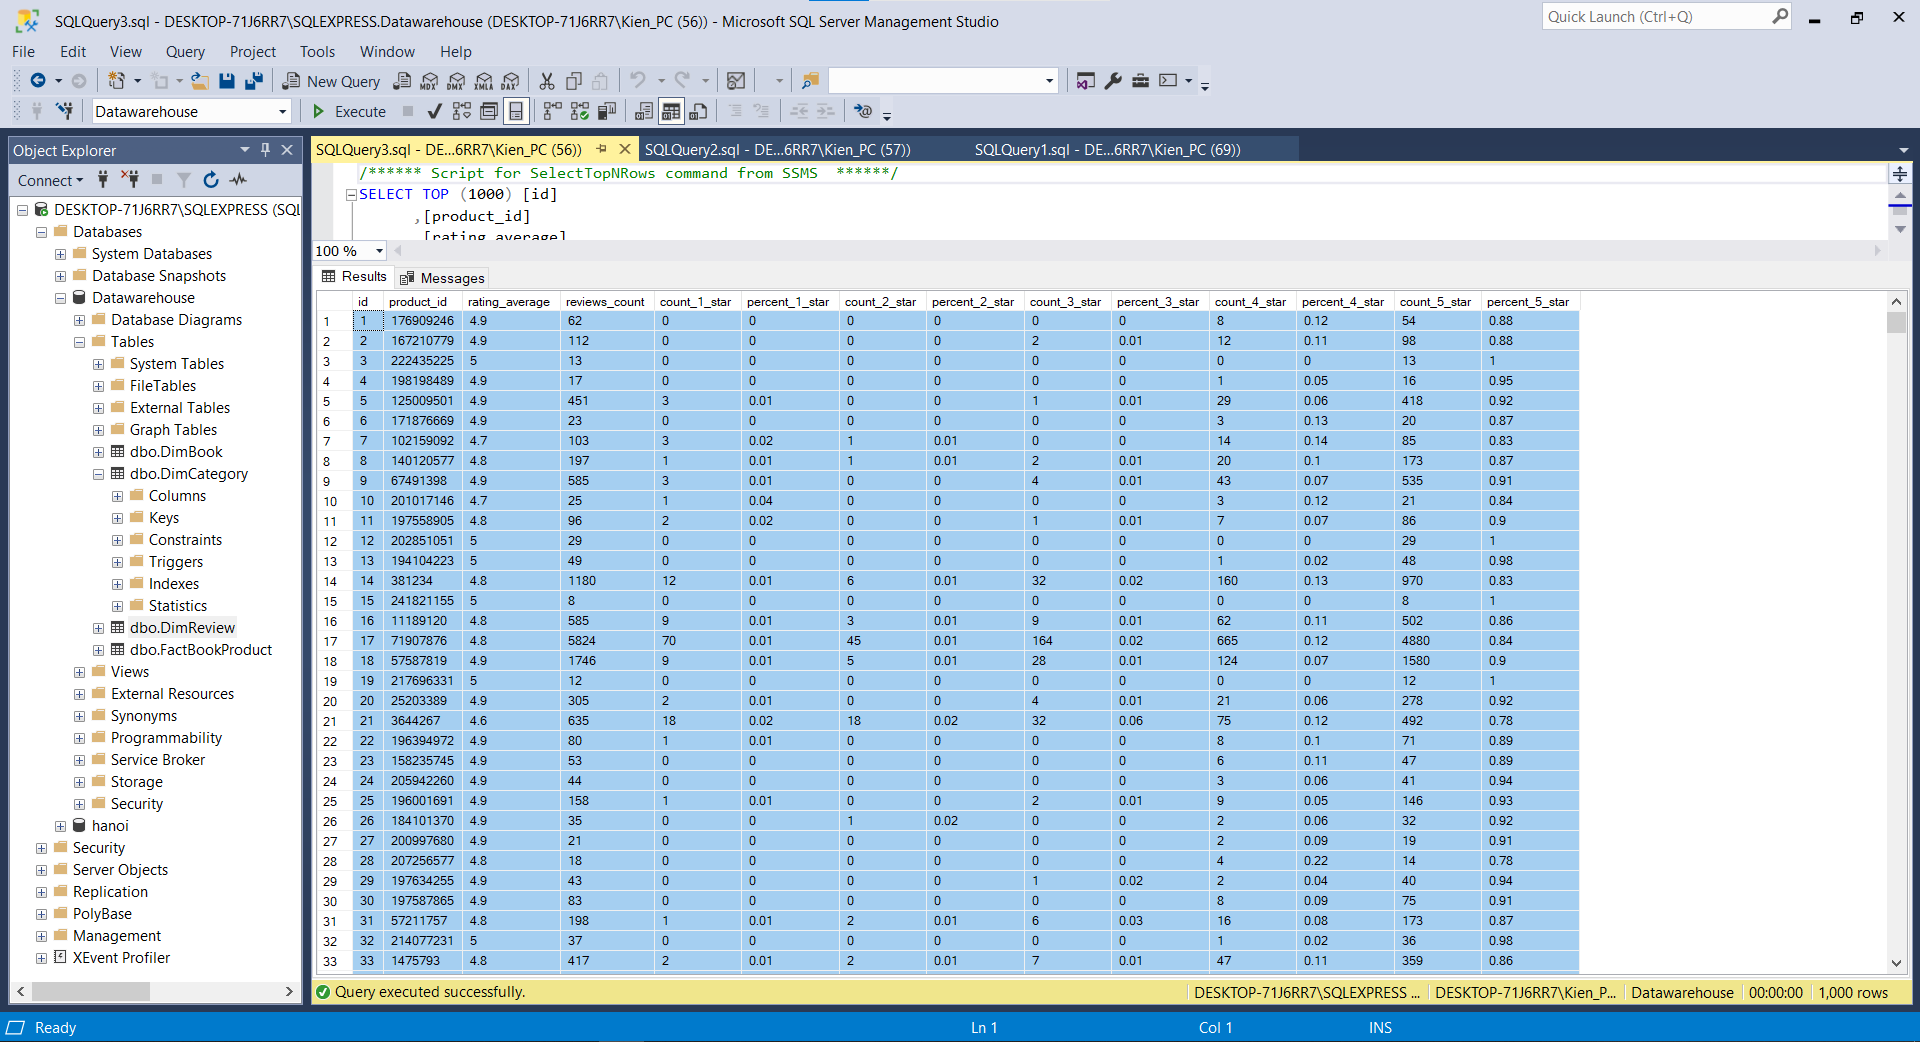 SQLQuery3.sql - DESKTOP-71J6RR7\SQLEXPRESS.Datawarehouse (DESKTOP-71J6RR7\Kien_PC (56)) - Microsoft SQL Server Management Studio
Quick Launch (Ctrl+Q)
File Edit View Query Project Tools Window Help
New Query MDX DMX XMLA DAX
Datawarehouse Execute
Object Explorer
Connect
DESKTOP-71J6RR7\SQLEXPRESS (SQL
Databases
System Databases
Database Snapshots
Datawarehouse
Database Diagrams
Tables
System Tables
FileTables
External Tables
Graph Tables
dbo.DimBook
dbo.DimCategory
Columns
Keys
Constraints
Triggers
Indexes
Statistics
dbo.DimReview
dbo.FactBookProduct
Views
External Resources
Synonyms
Programmability
Service Broker
Storage
Security
hanoi
Security
Server Objects
Replication
PolyBase
Management
XEvent Profiler
SQLQuery3.sql - DE...6RR7\Kien_PC (56)) SQLQuery2.sql - DE...6RR7\Kien_PC (57)) SQLQuery1.sql - DE...6RR7\Kien_PC (69))
/****** Script for SelectTopNRows command from SSMS ******/
SELECT TOP (1000) [id]
,[product_id]
[rating_average]
100 %
Results Messages
id product_id rating_average reviews_count count_1_star percent_1_star count_2_star percent_2_star count_3_star percent_3_star count_4_star percent_4_star count_5_star percent_5_star
1 1 176909246 4.9 62 0 0 0 0 0 0 8 0.12 54 0.88
2 2 167210779 4.9 112 0 0 0 0 2 0.01 12 0.11 98 0.88
3 3 222435225 5 13 0 0 0 0 0 0 0 0 13 1
4 4 198198489 4.9 17 0 0 0 0 0 0 1 0.05 16 0.95
5 5 125009501 4.9 451 3 0.01 0 0 1 0.01 29 0.06 418 0.92
6 6 171876669 4.9 23 0 0 0 0 0 0 3 0.13 20 0.87
7 7 102159092 4.7 103 3 0.02 1 0.01 0 0 14 0.14 85 0.83
8 8 140120577 4.8 197 1 0.01 1 0.01 2 0.01 20 0.1 173 0.87
9 9 67491398 4.9 585 3 0.01 0 0 4 0.01 43 0.07 535 0.91
10 10 201017146 4.7 25 1 0.04 0 0 0 0 3 0.12 21 0.84
11 11 197558905 4.8 96 2 0.02 0 0 1 0.01 7 0.07 86 0.9
12 12 202851051 5 29 0 0 0 0 0 0 0 0 29 1
13 13 194104223 5 49 0 0 0 0 0 0 1 0.02 48 0.98
14 14 381234 4.8 1180 12 0.01 6 0.01 32 0.02 160 0.13 970 0.83
15 15 241821155 5 8 0 0 0 0 0 0 0 0 8 1
16 16 11189120 4.8 585 9 0.01 3 0.01 9 0.01 62 0.11 502 0.86
17 17 71907876 4.8 5824 70 0.01 45 0.01 164 0.02 665 0.12 4880 0.84
18 18 57587819 4.9 1746 9 0.01 5 0.01 28 0.01 124 0.07 1580 0.9
19 19 217696331 5 12 0 0 0 0 0 0 0 0 12 1
20 20 25203389 4.9 305 2 0.01 0 0 4 0.01 21 0.06 278 0.92
21 21 3644267 4.6 635 18 0.02 18 0.02 32 0.06 75 0.12 492 0.78
22 22 196394972 4.9 80 1 0.01 0 0 0 0 8 0.1 71 0.89
23 23 158235745 4.9 53 0 0 0 0 0 0 6 0.11 47 0.89
24 24 205942260 4.9 44 0 0 0 0 0 0 3 0.06 41 0.94
25 25 196001691 4.9 158 1 0.01 0 0 2 0.01 9 0.05 146 0.93
26 26 184101370 4.9 35 0 0 1 0.02 0 0 2 0.06 32 0.92
27 27 200997680 4.9 21 0 0 0 0 0 0 2 0.09 19 0.91
28 28 207256577 4.8 18 0 0 0 0 0 0 4 0.22 14 0.78
29 29 197634255 4.9 43 0 0 0 0 1 0.02 2 0.04 40 0.94
30 30 197587865 4.9 83 0 0 0 0 0 0 8 0.09 75 0.91
31 31 57211757 4.8 198 1 0.01 2 0.01 6 0.03 16 0.08 173 0.87
32 32 214077231 5 37 0 0 0 0 0 0 1 0.02 36 0.98
33 33 1475793 4.8 417 2 0.01 2 0.01 7 0.01 47 0.11 359 0.86
Query executed successfully. DESKTOP-71J6RR7\SQLEXPRESS ... DESKTOP-71J6RR7\Kien_P... Datawarehouse 00:00:00 1,000 rows
Ready Ln 1 Col 1 INS